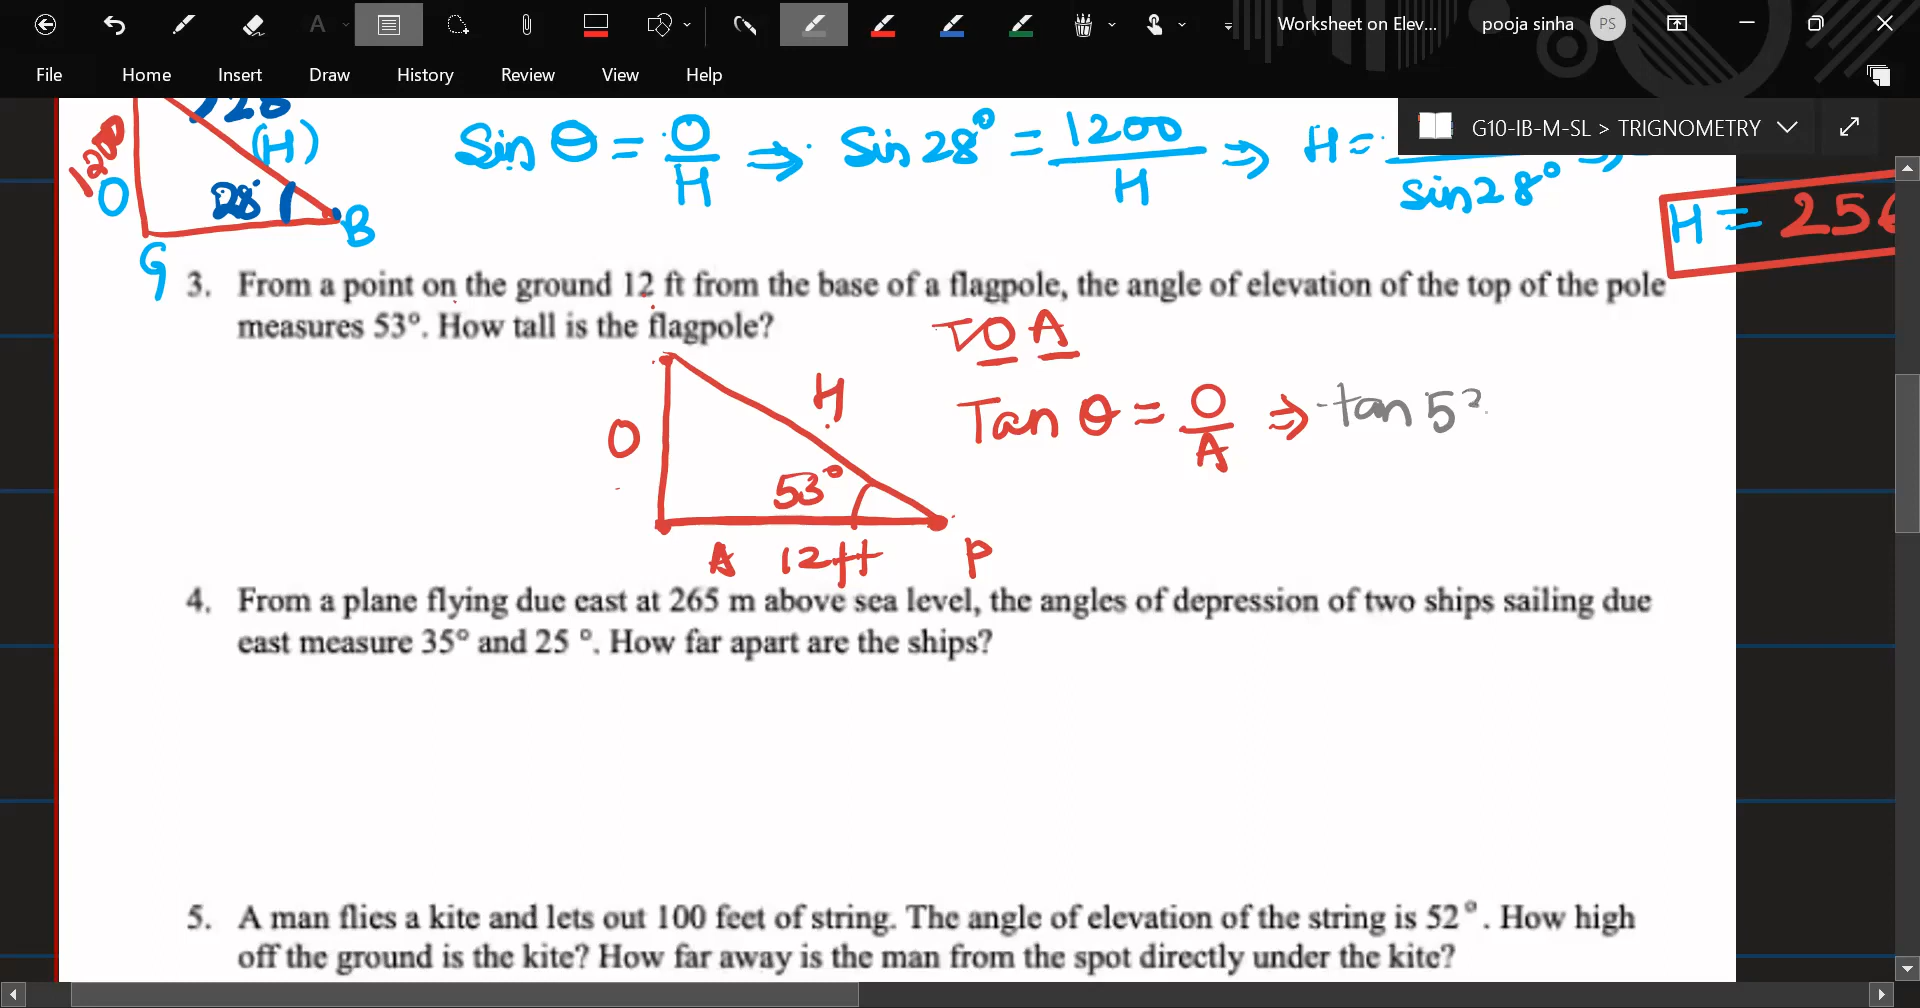 Worksheet on Elev... pooja sinha PS
File Home Insert Draw History Review View Help
G10-IB-M-SL > TRIGNOMETRY
28
(H)
1200
O
28°
B
G
Sin θ = O/H ⇒ Sin 28° = 1200/H ⇒ H = sin28° ⇒
H = 256
3. From a point on the ground 12 ft from the base of a flagpole, the angle of elevation of the top of the pole
measures 53°. How tall is the flagpole?
TOA
H
O
53°
A 12ft P
Tan θ = O/A ⇒ tan 53
4. From a plane flying due east at 265 m above sea level, the angles of depression of two ships sailing due
east measure 35° and 25 °. How far apart are the ships?
5. A man flies a kite and lets out 100 feet of string. The angle of elevation of the string is 52°. How high
off the ground is the kite? How far away is the man from the spot directly under the kite?